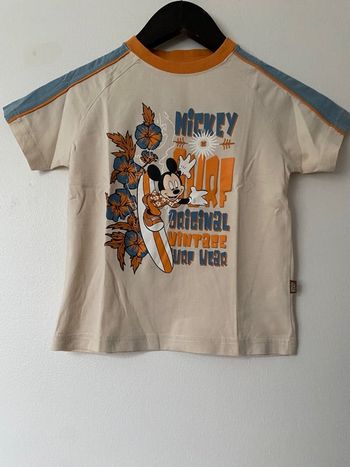 MICKEY
SURF
ORIGINAL
VINTAGE
SURF WEAR